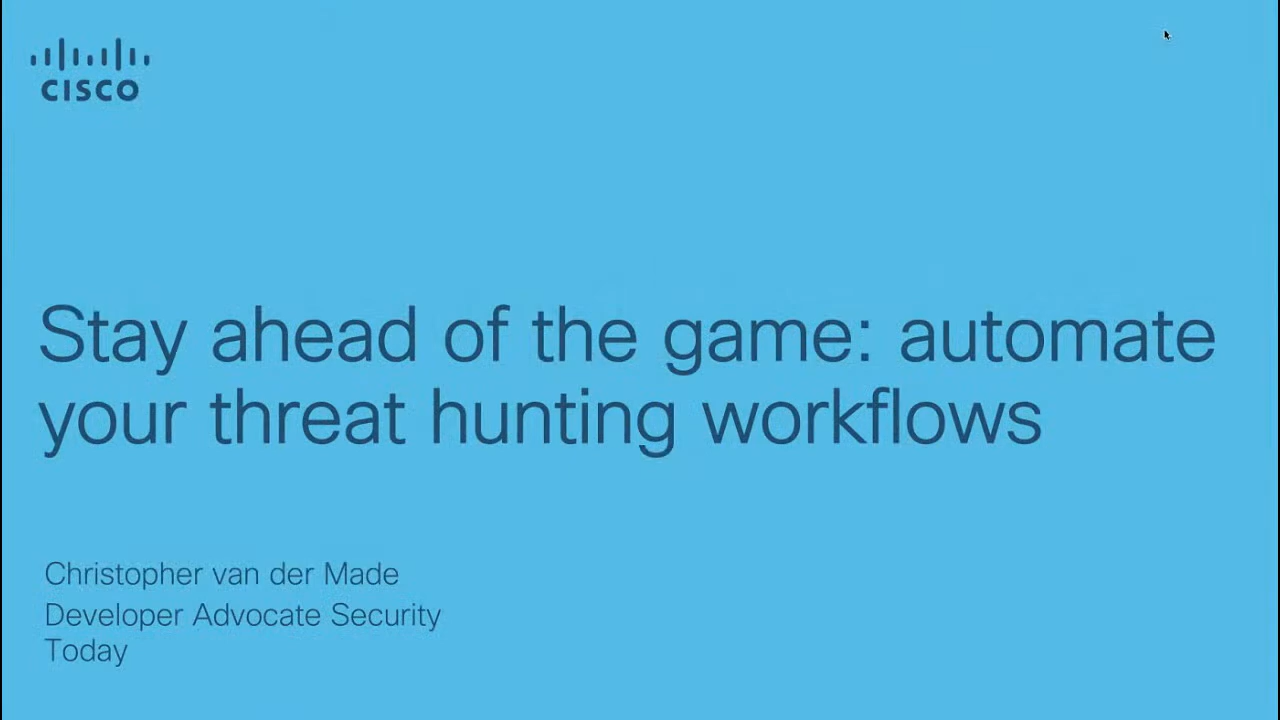 CISCO
Stay ahead of the game: automate
your threat hunting workflows
Christopher van der Made
Developer Advocate Security
Today